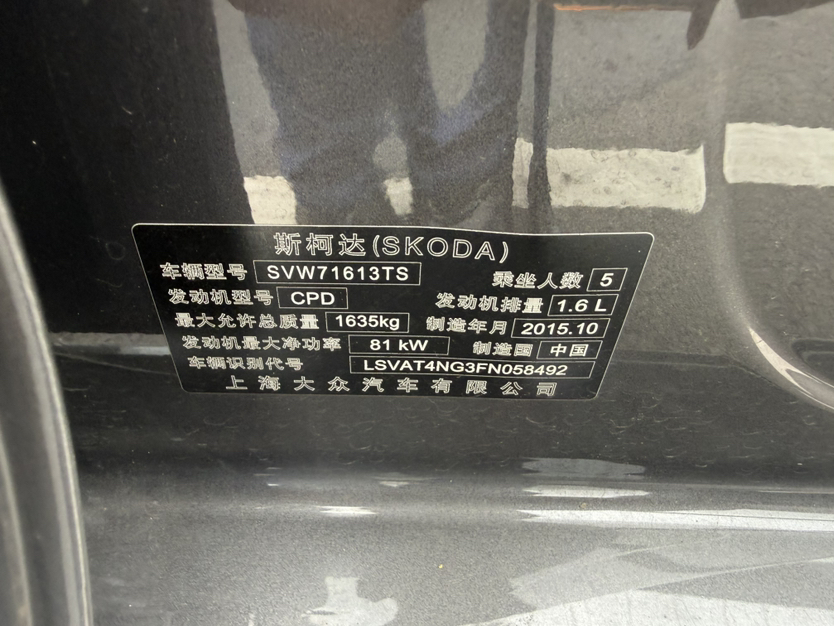 斯柯达(SKODA)
车辆型号 SVW71613TS 乘坐人数 5
发动机型号 CPD 发动机排量 1.6 L
最大允许总质量 1635kg 制造年月 2015.10
发动机最大净功率 81 kW 制造国 中国
车辆识别代号 LSVAT4NG3FN058492
上海大众汽车有限公司